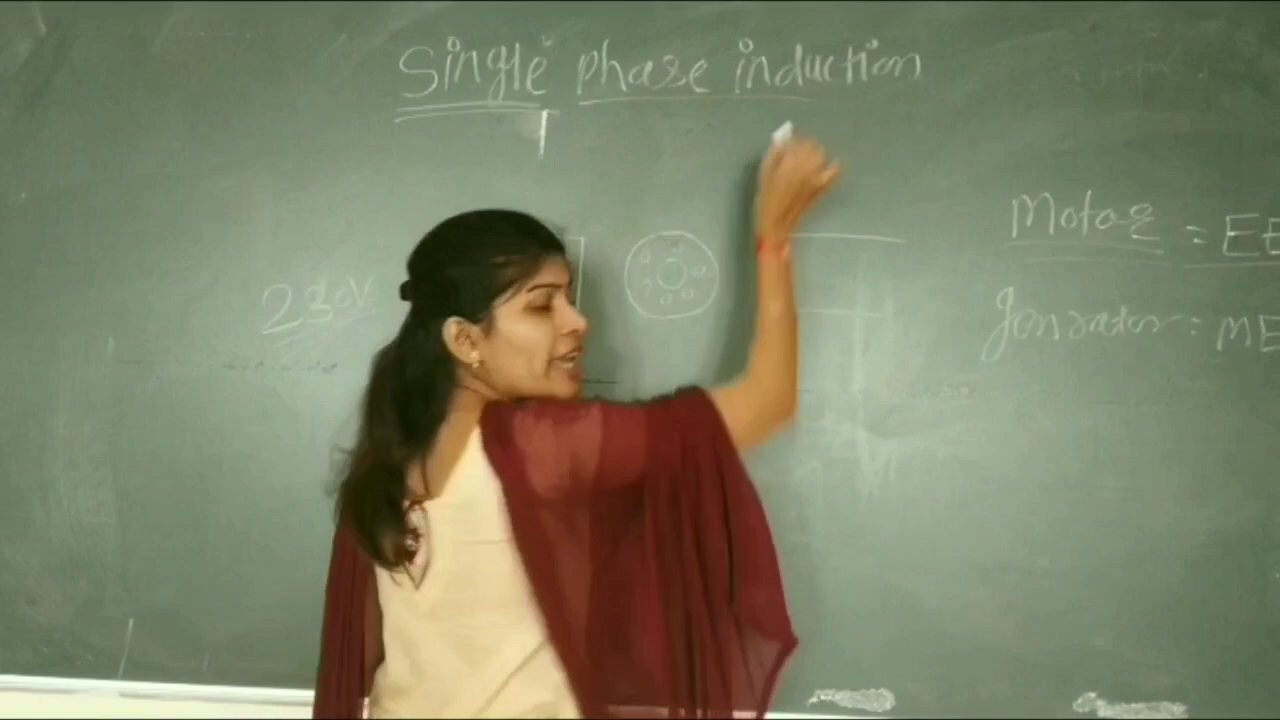 Single phase induction
Motor = EE
230V
Generator = ME